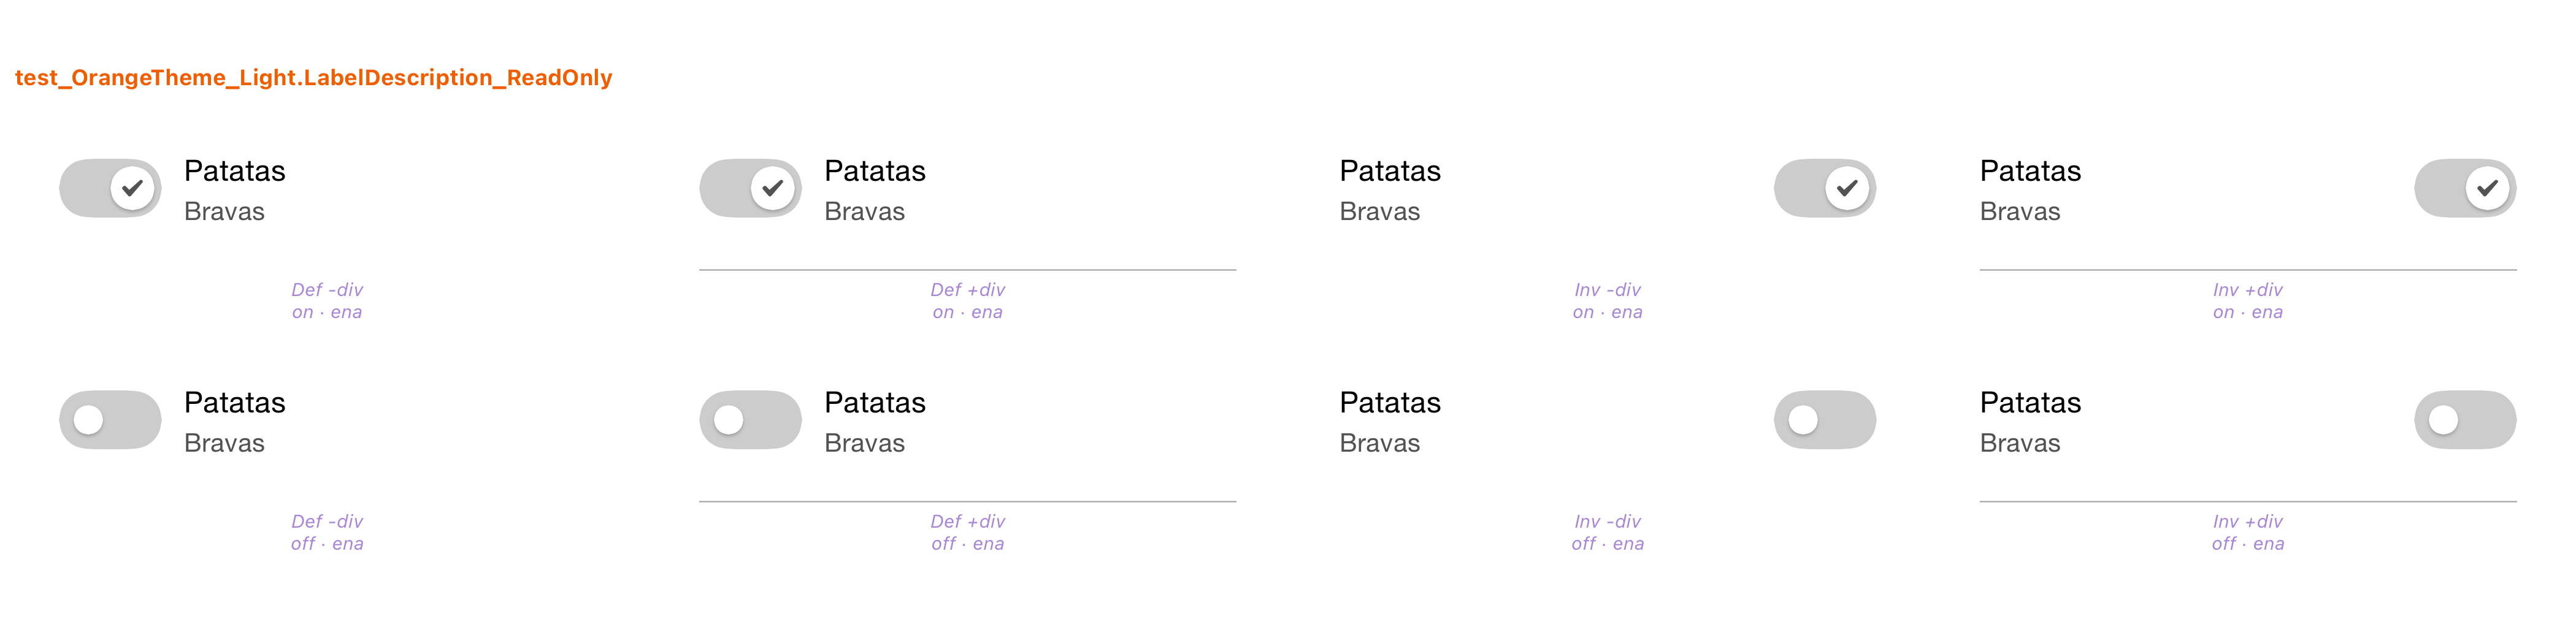 test_OrangeTheme_Light.LabelDescription_ReadOnly
Patatas
Bravas
Def -div
on · ena
Patatas
Bravas
Def +div
on · ena
Patatas
Bravas
Inv -div
on · ena
Patatas
Bravas
Inv +div
on · ena
Patatas
Bravas
Def -div
off · ena
Patatas
Bravas
Def +div
off · ena
Patatas
Bravas
Inv -div
off · ena
Patatas
Bravas
Inv +div
off · ena